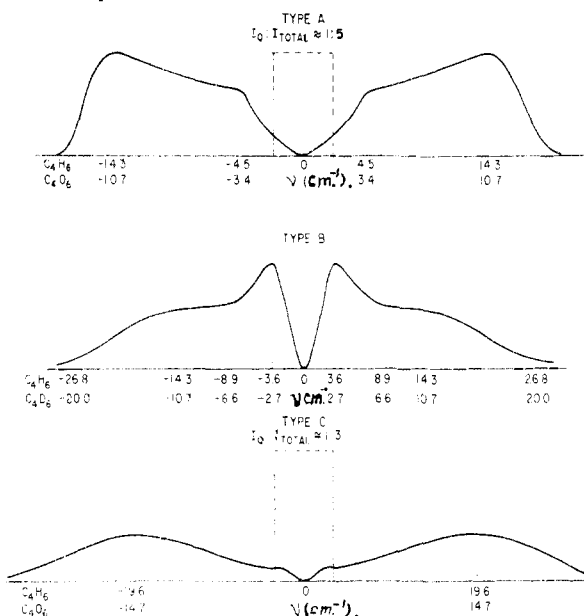 TYPE A
I_Q : I_TOTAL ≈ 1:5
C₄H₆ -14.3 -4.5 0 4.5 14.3
C₄D₆ -10.7 -3.4 ν (cm.⁻¹). 3.4 10.7
TYPE B
C₄H₆ -26.8 -14.3 -8.9 -3.6 0 3.6 8.9 14.3 26.8
C₄D₆ -20.0 -10.7 -6.6 -2.7 ν cm⁻¹ 2.7 6.6 10.7 20.0
TYPE C
I_Q : I_TOTAL ≈ 1:3
C₄H₆ -19.6 0 19.6
C₄D₆ -14.7 ν (cm⁻¹). 14.7